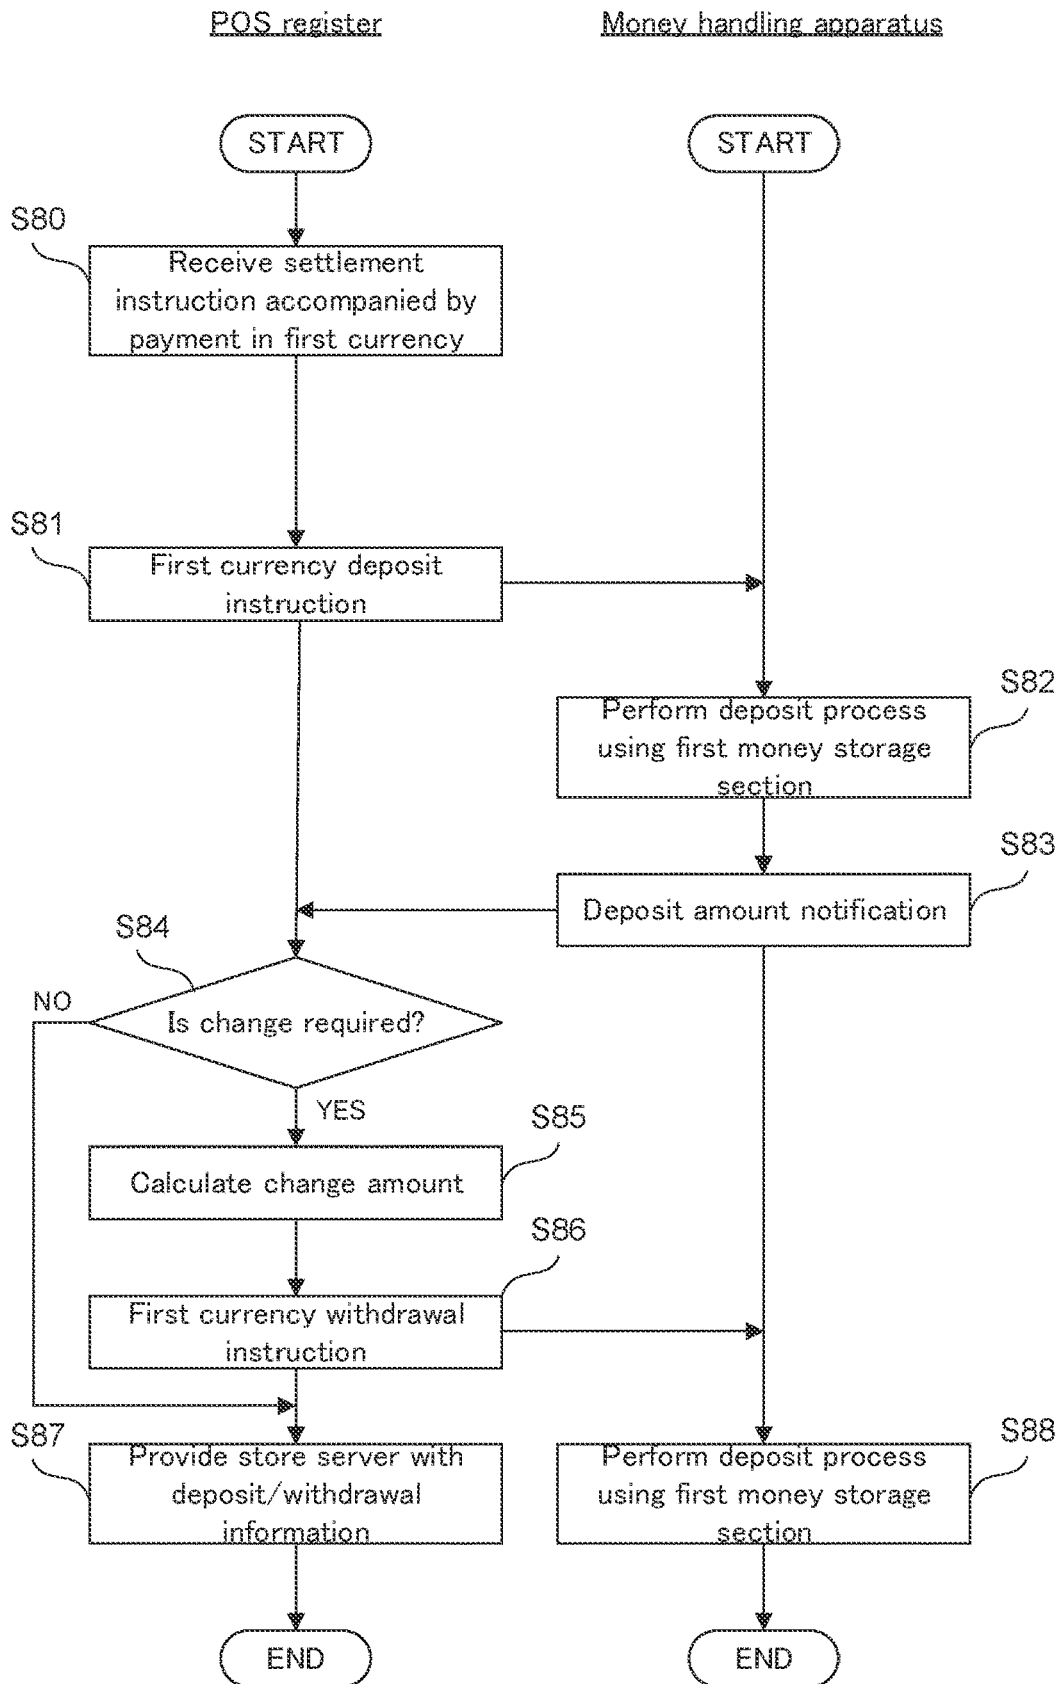 POS register
Money handling apparatus
START
START
S80
Receive settlement
instruction accompanied by
payment in first currency
S81
First currency deposit
instruction
S82
Perform deposit process
using first money storage
section
S83
Deposit amount notification
S84
NO
Is change required?
YES
S85
Calculate change amount
S86
First currency withdrawal
instruction
S87
Provide store server with
deposit/withdrawal
information
S88
Perform deposit process
using first money storage
section
END
END